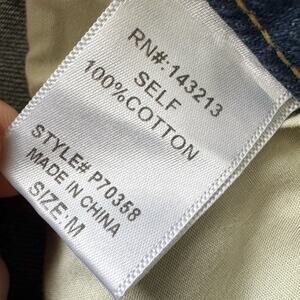 RN#:143213
SELF
100%COTTON
STYLE# P70358
MADE IN CHINA
SIZE:M